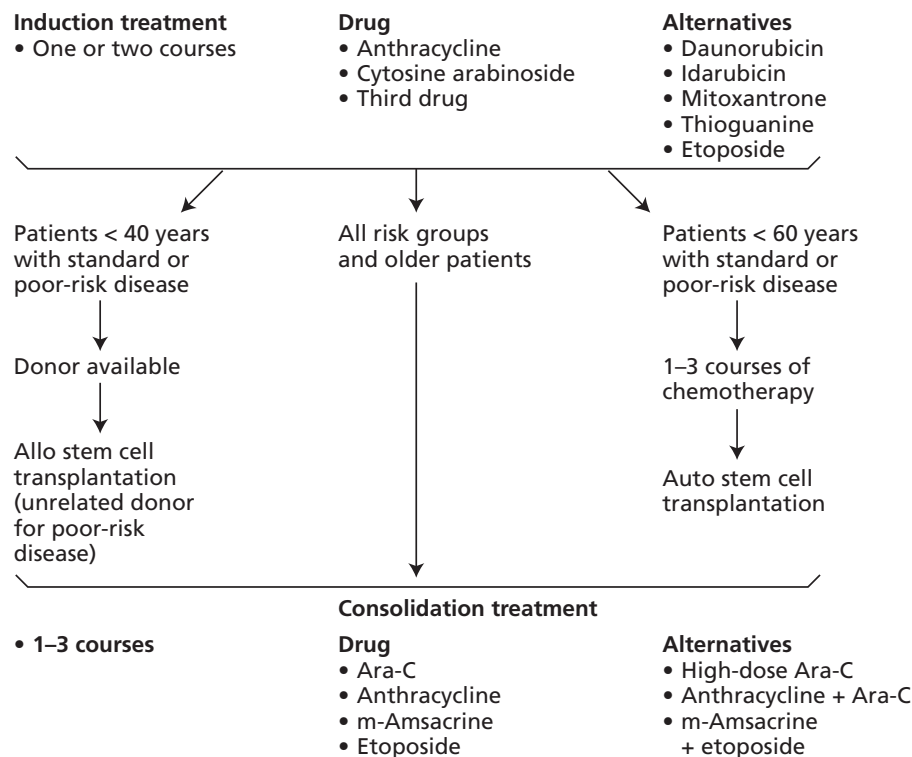 Induction treatment
• One or two courses
Drug
• Anthracycline
• Cytosine arabinoside
• Third drug
Alternatives
• Daunorubicin
• Idarubicin
• Mitoxantrone
• Thioguanine
• Etoposide
Patients < 40 years
with standard or
poor-risk disease
Donor available
Allo stem cell
transplantation
(unrelated donor
for poor-risk
disease)
All risk groups
and older patients
Patients < 60 years
with standard or
poor-risk disease
1–3 courses of
chemotherapy
Auto stem cell
transplantation
Consolidation treatment
• 1–3 courses
Drug
• Ara-C
• Anthracycline
• m-Amsacrine
• Etoposide
Alternatives
• High-dose Ara-C
• Anthracycline + Ara-C
• m-Amsacrine
+ etoposide